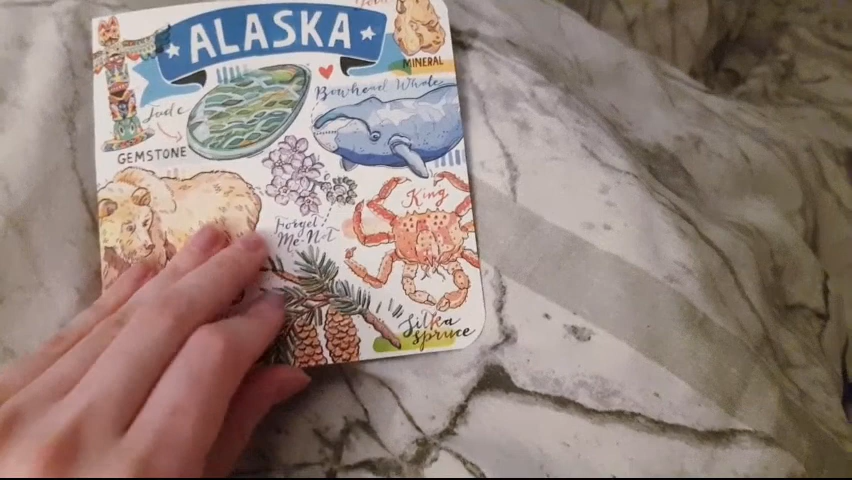 ALASKA
MINERAL
Jade
GEMSTONE
Bowhead Whale
King
Forget
Me-Not
Sitka
Spruce